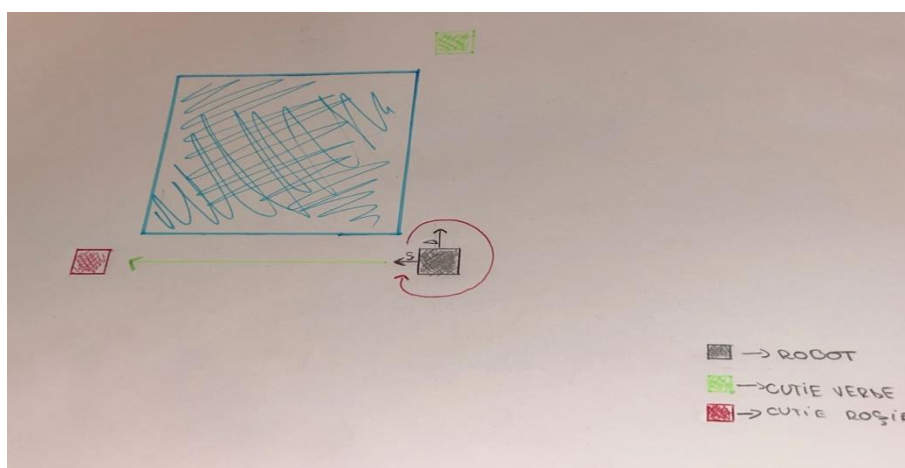 D
S
→ ROBOT
→ CUTiE VERDE
→ CUTiE ROȘiE